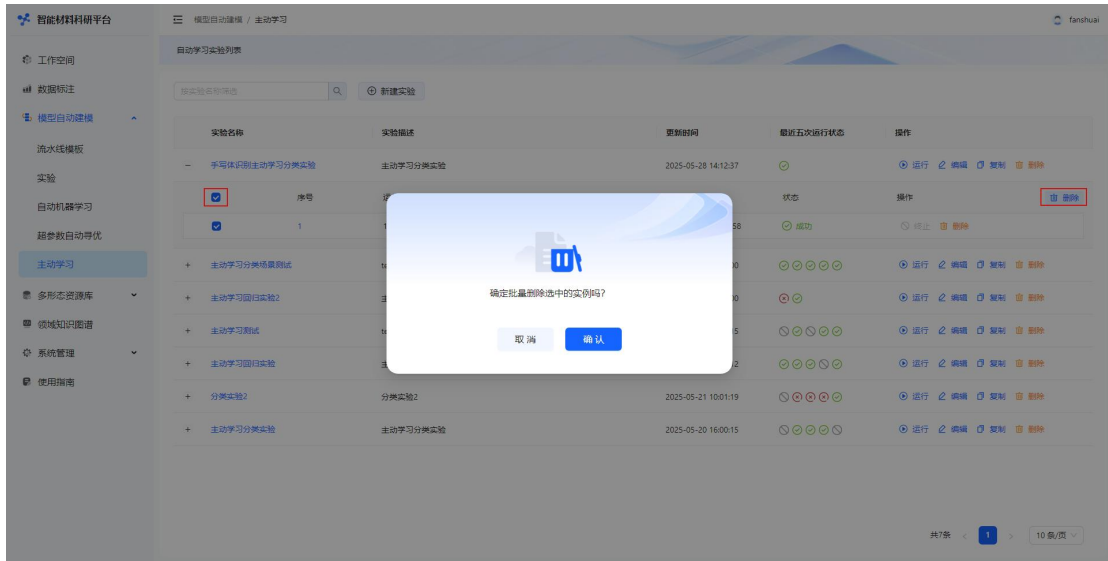 智能材料科研平台
模型自动建模 / 主动学习
fanshuai
工作空间
数据标注
模型自动建模
流水线模板
实验
自动机器学习
超参数自动寻优
主动学习
多形态资源库
领域知识图谱
系统管理
使用指南
自动学习实验列表
按实验名称筛选
新建实验
实验名称 实验描述 更新时间 最近五次运行状态 操作
手写体识别主动学习分类实验 主动学习分类实验 2025-05-28 14:12:37 运行 编辑 复制 删除
序号 状态 操作 删除
1 58 成功 终止 删除
主动学习分类场景测试 运行 编辑 复制 删除
主动学习回归实验2 运行 编辑 复制 删除
主动学习测试 运行 编辑 复制 删除
主动学习回归实验 运行 编辑 复制 删除
分类实验2 分类实验2 2025-05-21 10:01:19 运行 编辑 复制 删除
主动学习分类实验 主动学习分类实验 2025-05-20 16:00:15 运行 编辑 复制 删除
确定批量删除选中的实例吗?
取消 确认
共7条 1 10 条/页